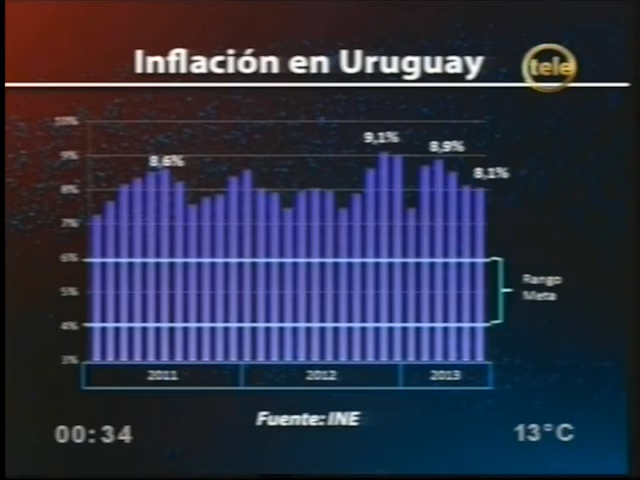 Inflación en Uruguay
tele
10%
9%
8%
7%
6%
5%
4%
3%
8,6%
9,1%
8,9%
8,1%
Rango
Meta
2011
2012
2013
Fuente: INE
00:34
13°C